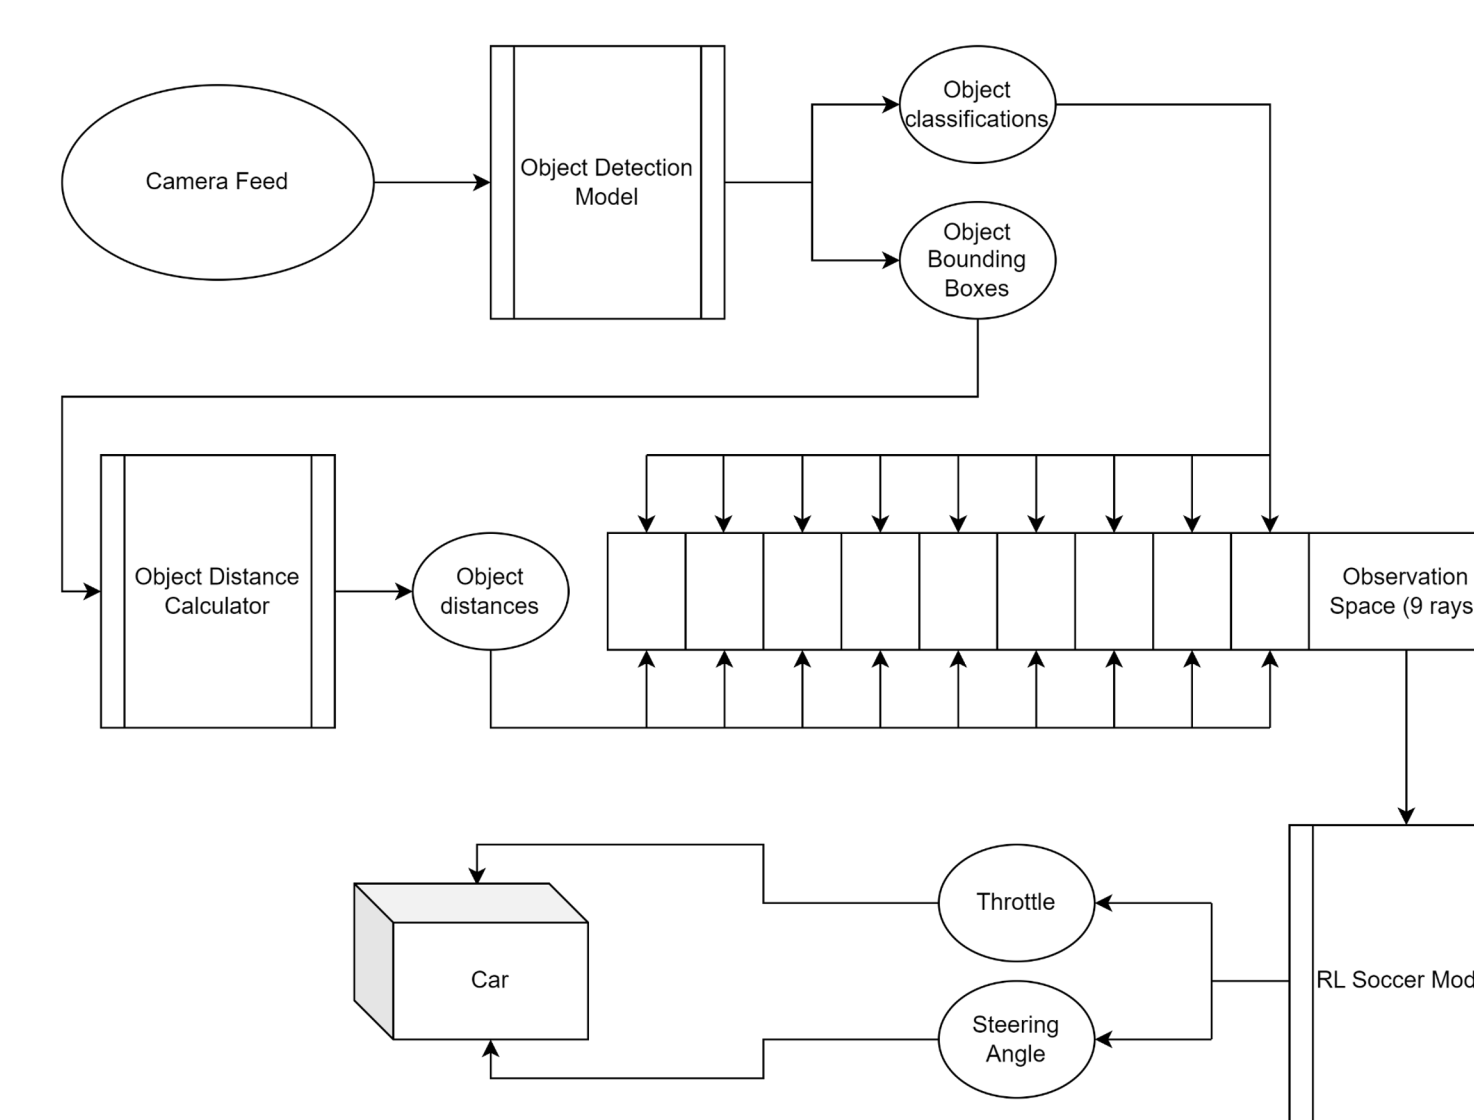 Camera Feed
Object Detection
Model
Object
classifications
Object
Bounding
Boxes
Object Distance
Calculator
Object
distances
Observation
Space (9 rays
Throttle
Car
Steering
Angle
RL Soccer Mod